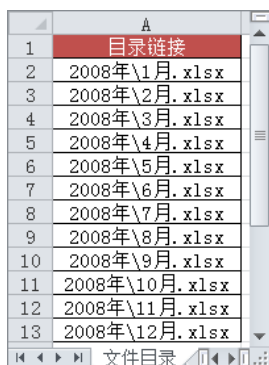 A
1 目录链接
2 2008年\1月.xlsx
3 2008年\2月.xlsx
4 2008年\3月.xlsx
5 2008年\4月.xlsx
6 2008年\5月.xlsx
7 2008年\6月.xlsx
8 2008年\7月.xlsx
9 2008年\8月.xlsx
10 2008年\9月.xlsx
11 2008年\10月.xlsx
12 2008年\11月.xlsx
13 2008年\12月.xlsx
文件目录